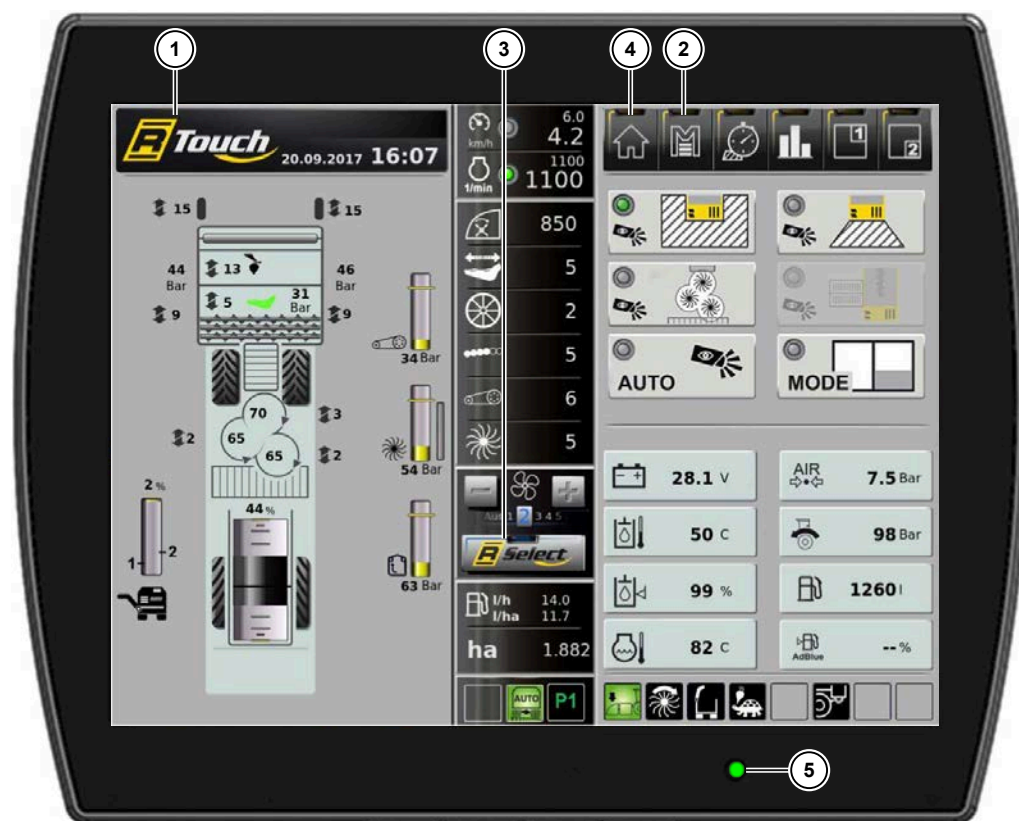 1
3
4
2
R Touch
20.09.2017 16:07
15
15
44
Bar
13
46
Bar
5
31
Bar
9
9
34 Bar
70
3
2
65
65
2
54 Bar
2 %
44 %
1
2
63 Bar
km/h
6.0
4.2
1/min
1100
1100
850
5
2
5
6
5
Aus 1 2 3 4 5
R Select
l/h 14.0
l/ha 11.7
ha 1.882
AUTO P1
1
2
AUTO
MODE
28.1 V
AIR
7.5 Bar
50 C
98 Bar
99 %
1260 l
82 C
AdBlue
-- %
5